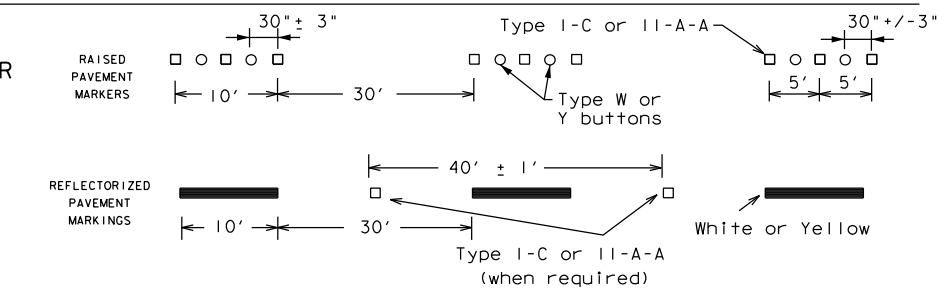 30"± 3"
Type I-C or II-A-A
30"+/-3"
R
RAISED
PAVEMENT
MARKERS
10'
30'
Type W or
Y buttons
5'
5'
40' ± 1'
REFLECTORIZED
PAVEMENT
MARKINGS
10'
30'
Type I-C or II-A-A
(when required)
White or Yellow